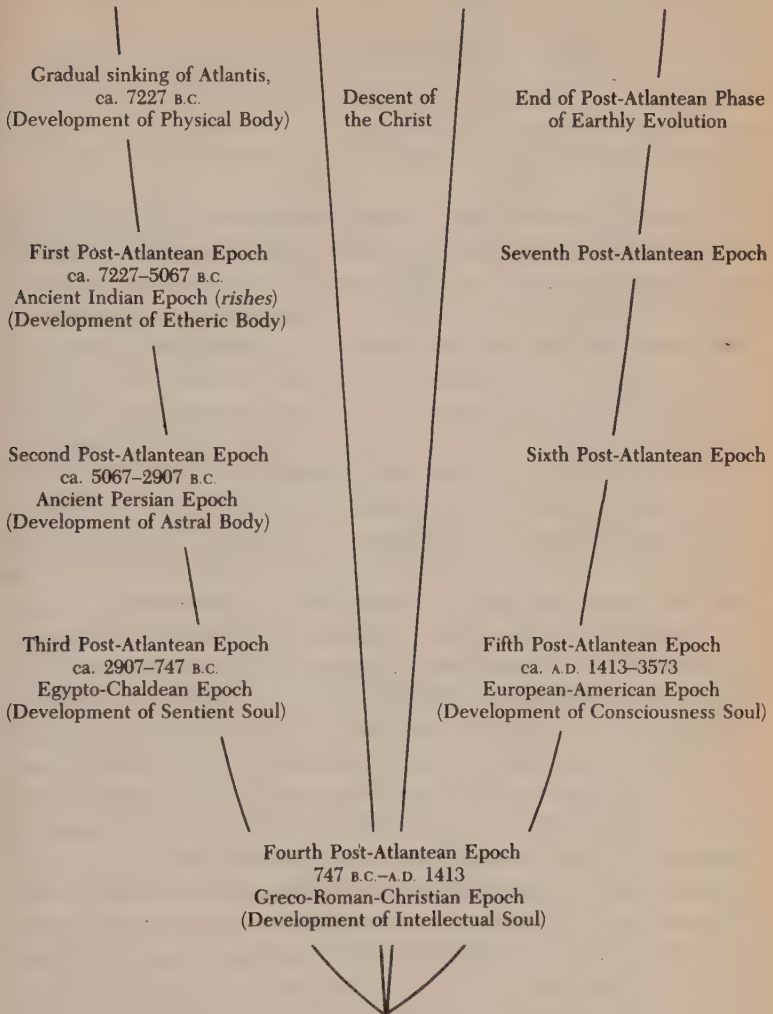 Gradual sinking of Atlantis,
ca. 7227 B.C.
(Development of Physical Body)
Descent of
the Christ
End of Post-Atlantean Phase
of Earthly Evolution
First Post-Atlantean Epoch
ca. 7227–5067 B.C.
Ancient Indian Epoch (rishes)
(Development of Etheric Body)
Seventh Post-Atlantean Epoch
Second Post-Atlantean Epoch
ca. 5067–2907 B.C.
Ancient Persian Epoch
(Development of Astral Body)
Sixth Post-Atlantean Epoch
Third Post-Atlantean Epoch
ca. 2907–747 B.C.
Egypto-Chaldean Epoch
(Development of Sentient Soul)
Fifth Post-Atlantean Epoch
ca. A.D. 1413–3573
European-American Epoch
(Development of Consciousness Soul)
Fourth Post-Atlantean Epoch
747 B.C.–A.D. 1413
Greco-Roman-Christian Epoch
(Development of Intellectual Soul)